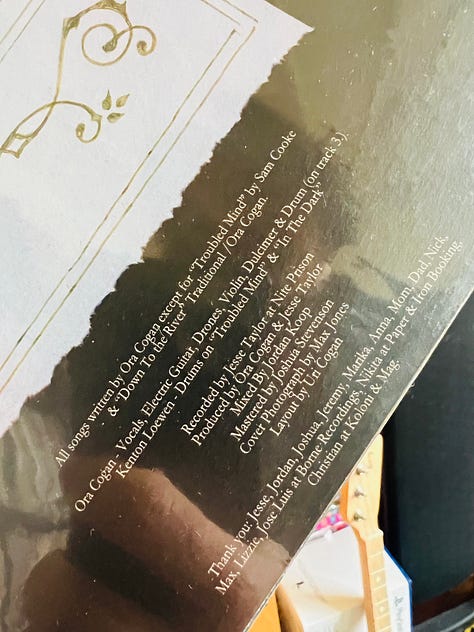 All songs written by Ora Cogan except for "Troubled Mind" by Sam Cooke
& "Down To the River" Traditional /Ora Cogan.
Ora Cogan - Vocals, Electric Guitar, Drones, Violin, Dulcimer & Drum (on track 3.).
Kenton Loewen - Drums on "Troubled Mind" & "In The Dark"
Recorded by Jesse Taylor at Nite Prison
Produced by Ora Cogan & Jesse Taylor
Mixed By Jordan Koop
Mastered by Joshua Stevenson
Cover Photograph by Max Jones
Layout by Uri Cogan
Thank you: Jesse, Jordan, Joshua, Jeremy, Marika, Anna, Mom, Dad, Nick,
Max, Lizzie, Jose Luis at Borne Recordings, Nikita at Paper & Iron Booking,
Christian at Koloni & Mag.